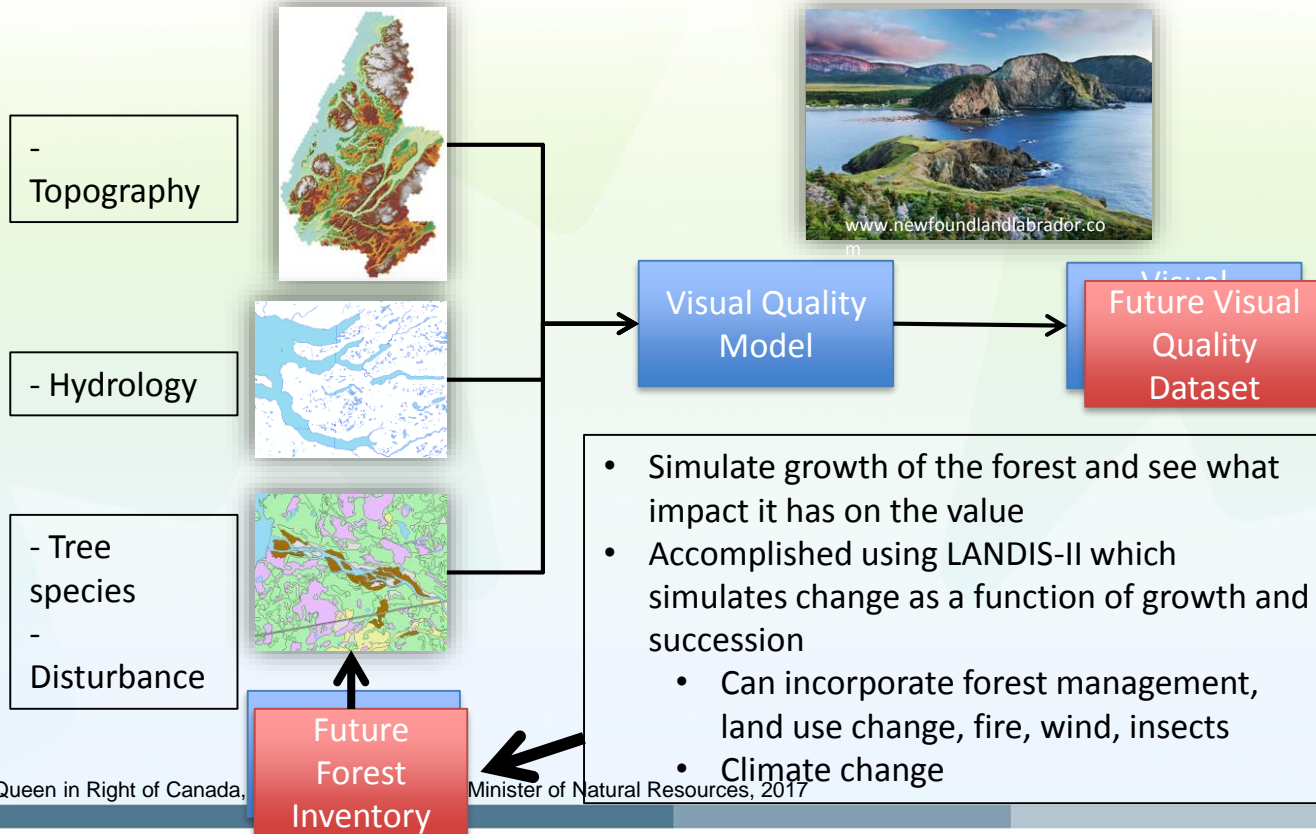 -
Topography
www.newfoundlandlabrador.co
m
- Hydrology
Visual Quality
Model
Visual
Future Visual
Quality
Dataset
- Tree
species
-
Disturbance
• Simulate growth of the forest and see what
impact it has on the value
• Accomplished using LANDIS-II which
simulates change as a function of growth and
succession
• Can incorporate forest management,
land use change, fire, wind, insects
• Climate change
Future
Forest
Inventory
Queen in Right of Canada, Minister of Natural Resources, 2017